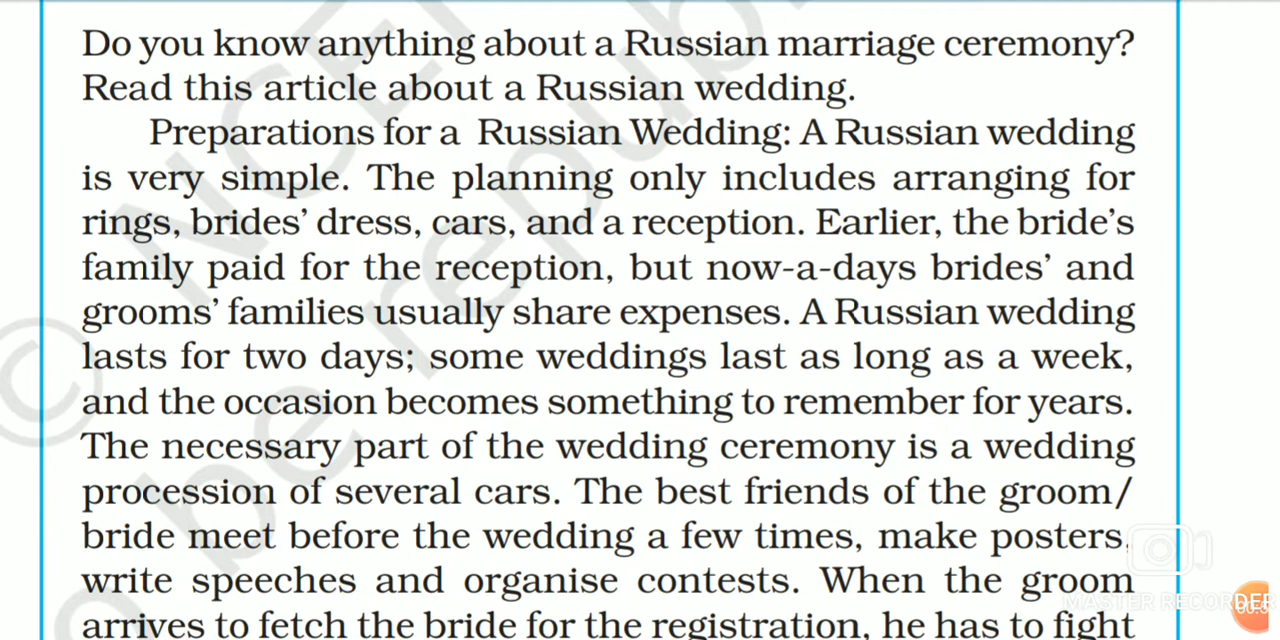 Do you know anything about a Russian marriage ceremony?
Read this article about a Russian wedding.
Preparations for a Russian Wedding: A Russian wedding
is very simple. The planning only includes arranging for
rings, brides’ dress, cars, and a reception. Earlier, the bride’s
family paid for the reception, but now-a-days brides’ and
grooms’ families usually share expenses. A Russian wedding
lasts for two days; some weddings last as long as a week,
and the occasion becomes something to remember for years.
The necessary part of the wedding ceremony is a wedding
procession of several cars. The best friends of the groom/
bride meet before the wedding a few times, make posters,
write speeches and organise contests. When the groom
arrives to fetch the bride for the registration, he has to fight
© NCE
be republ
MASTER RECORDER